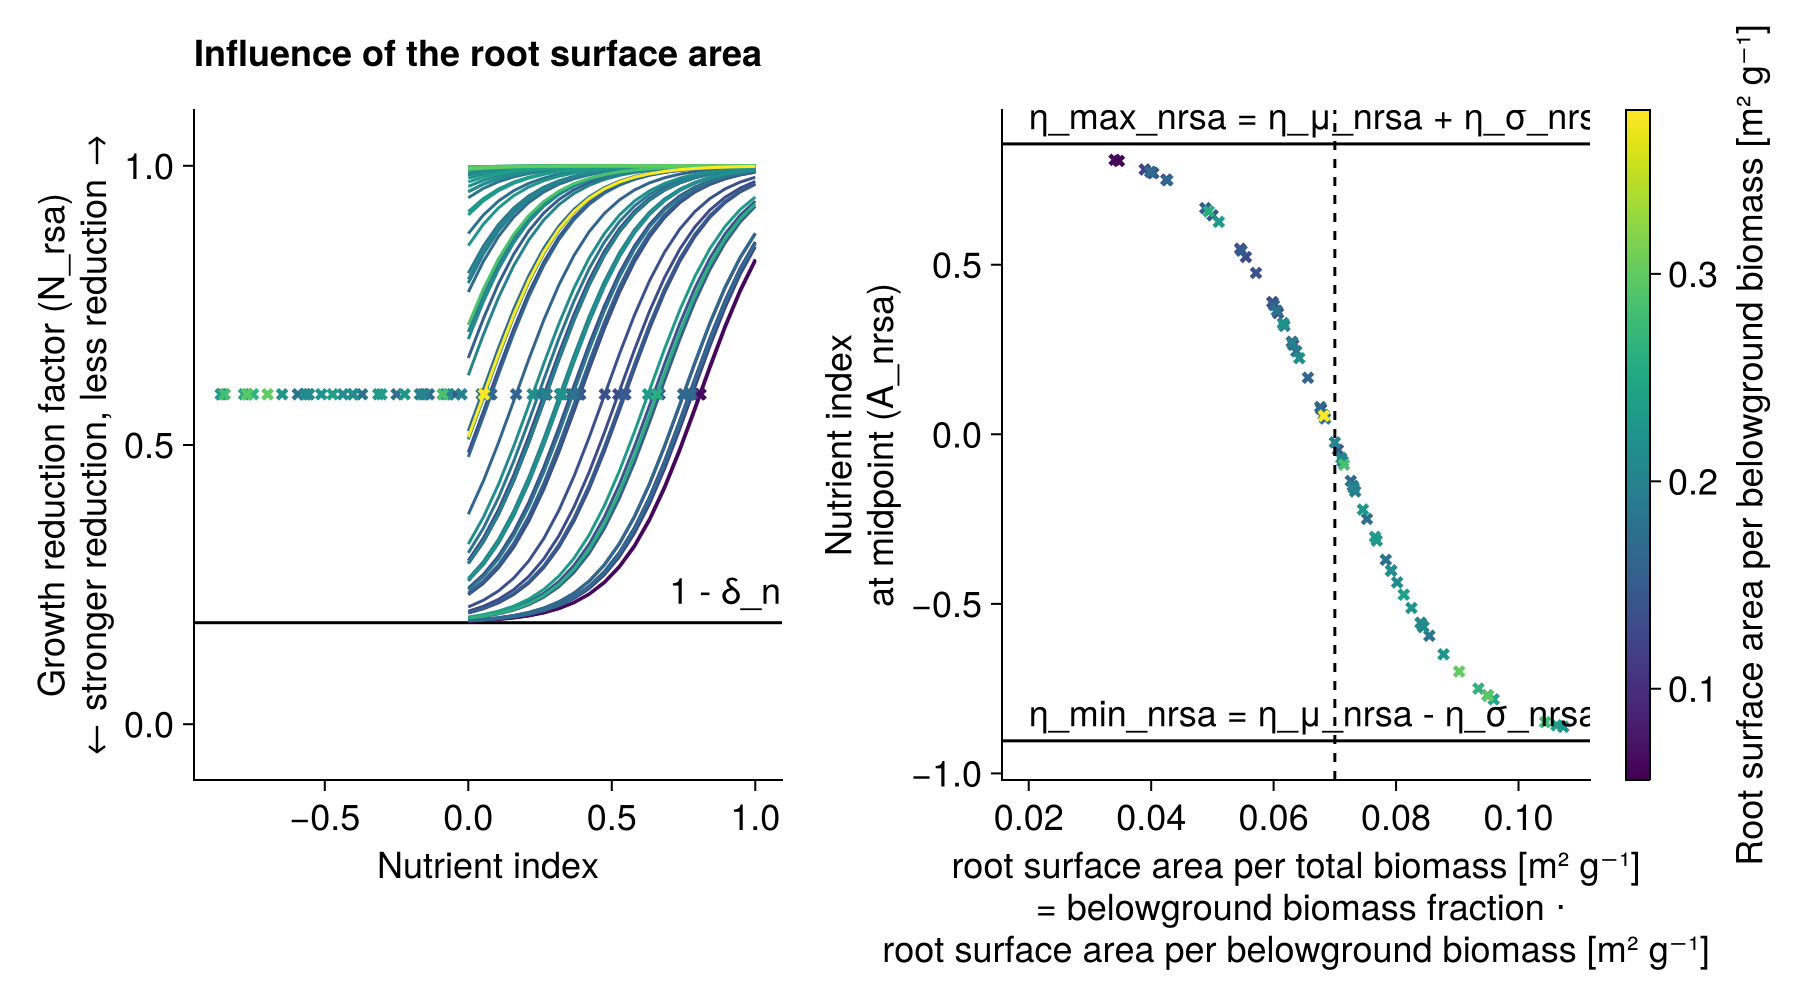 Influence of the root surface area
Growth reduction factor (N_rsa)
← stronger reduction, less reduction →
1.0
0.5
0.0
1 - δ_n
−0.5
0.0
0.5
1.0
Nutrient index
Nutrient index
at midpoint (A_nrsa)
0.5
0.0
−0.5
−1.0
η_max_nrsa = η_μ_nrsa + η_σ_nrs
η_min_nrsa = η_μ_nrsa - η_σ_nrsa
0.02
0.04
0.06
0.08
0.10
root surface area per total biomass [m² g⁻¹]
= belowground biomass fraction ·
root surface area per belowground biomass [m² g⁻¹]
0.3
0.2
0.1
Root surface area per belowground biomass [m² g⁻¹]